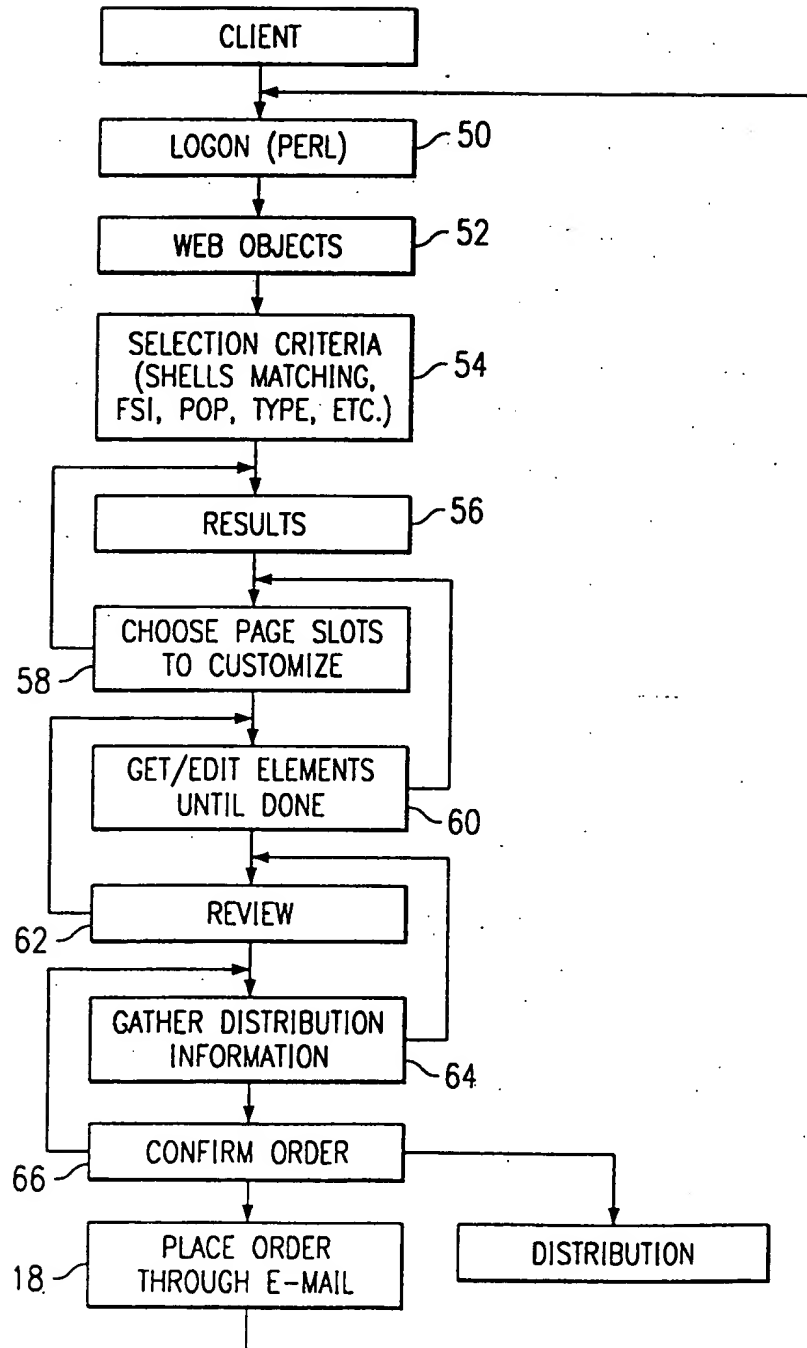 CLIENT
LOGON (PERL)
50
WEB OBJECTS
52
SELECTION CRITERIA
(SHELLS MATCHING,
FSI, POP, TYPE, ETC.)
54
RESULTS
56
CHOOSE PAGE SLOTS
TO CUSTOMIZE
58
GET/EDIT ELEMENTS
UNTIL DONE
60
REVIEW
62
GATHER DISTRIBUTION
INFORMATION
64
CONFIRM ORDER
66
PLACE ORDER
THROUGH E-MAIL
18
DISTRIBUTION